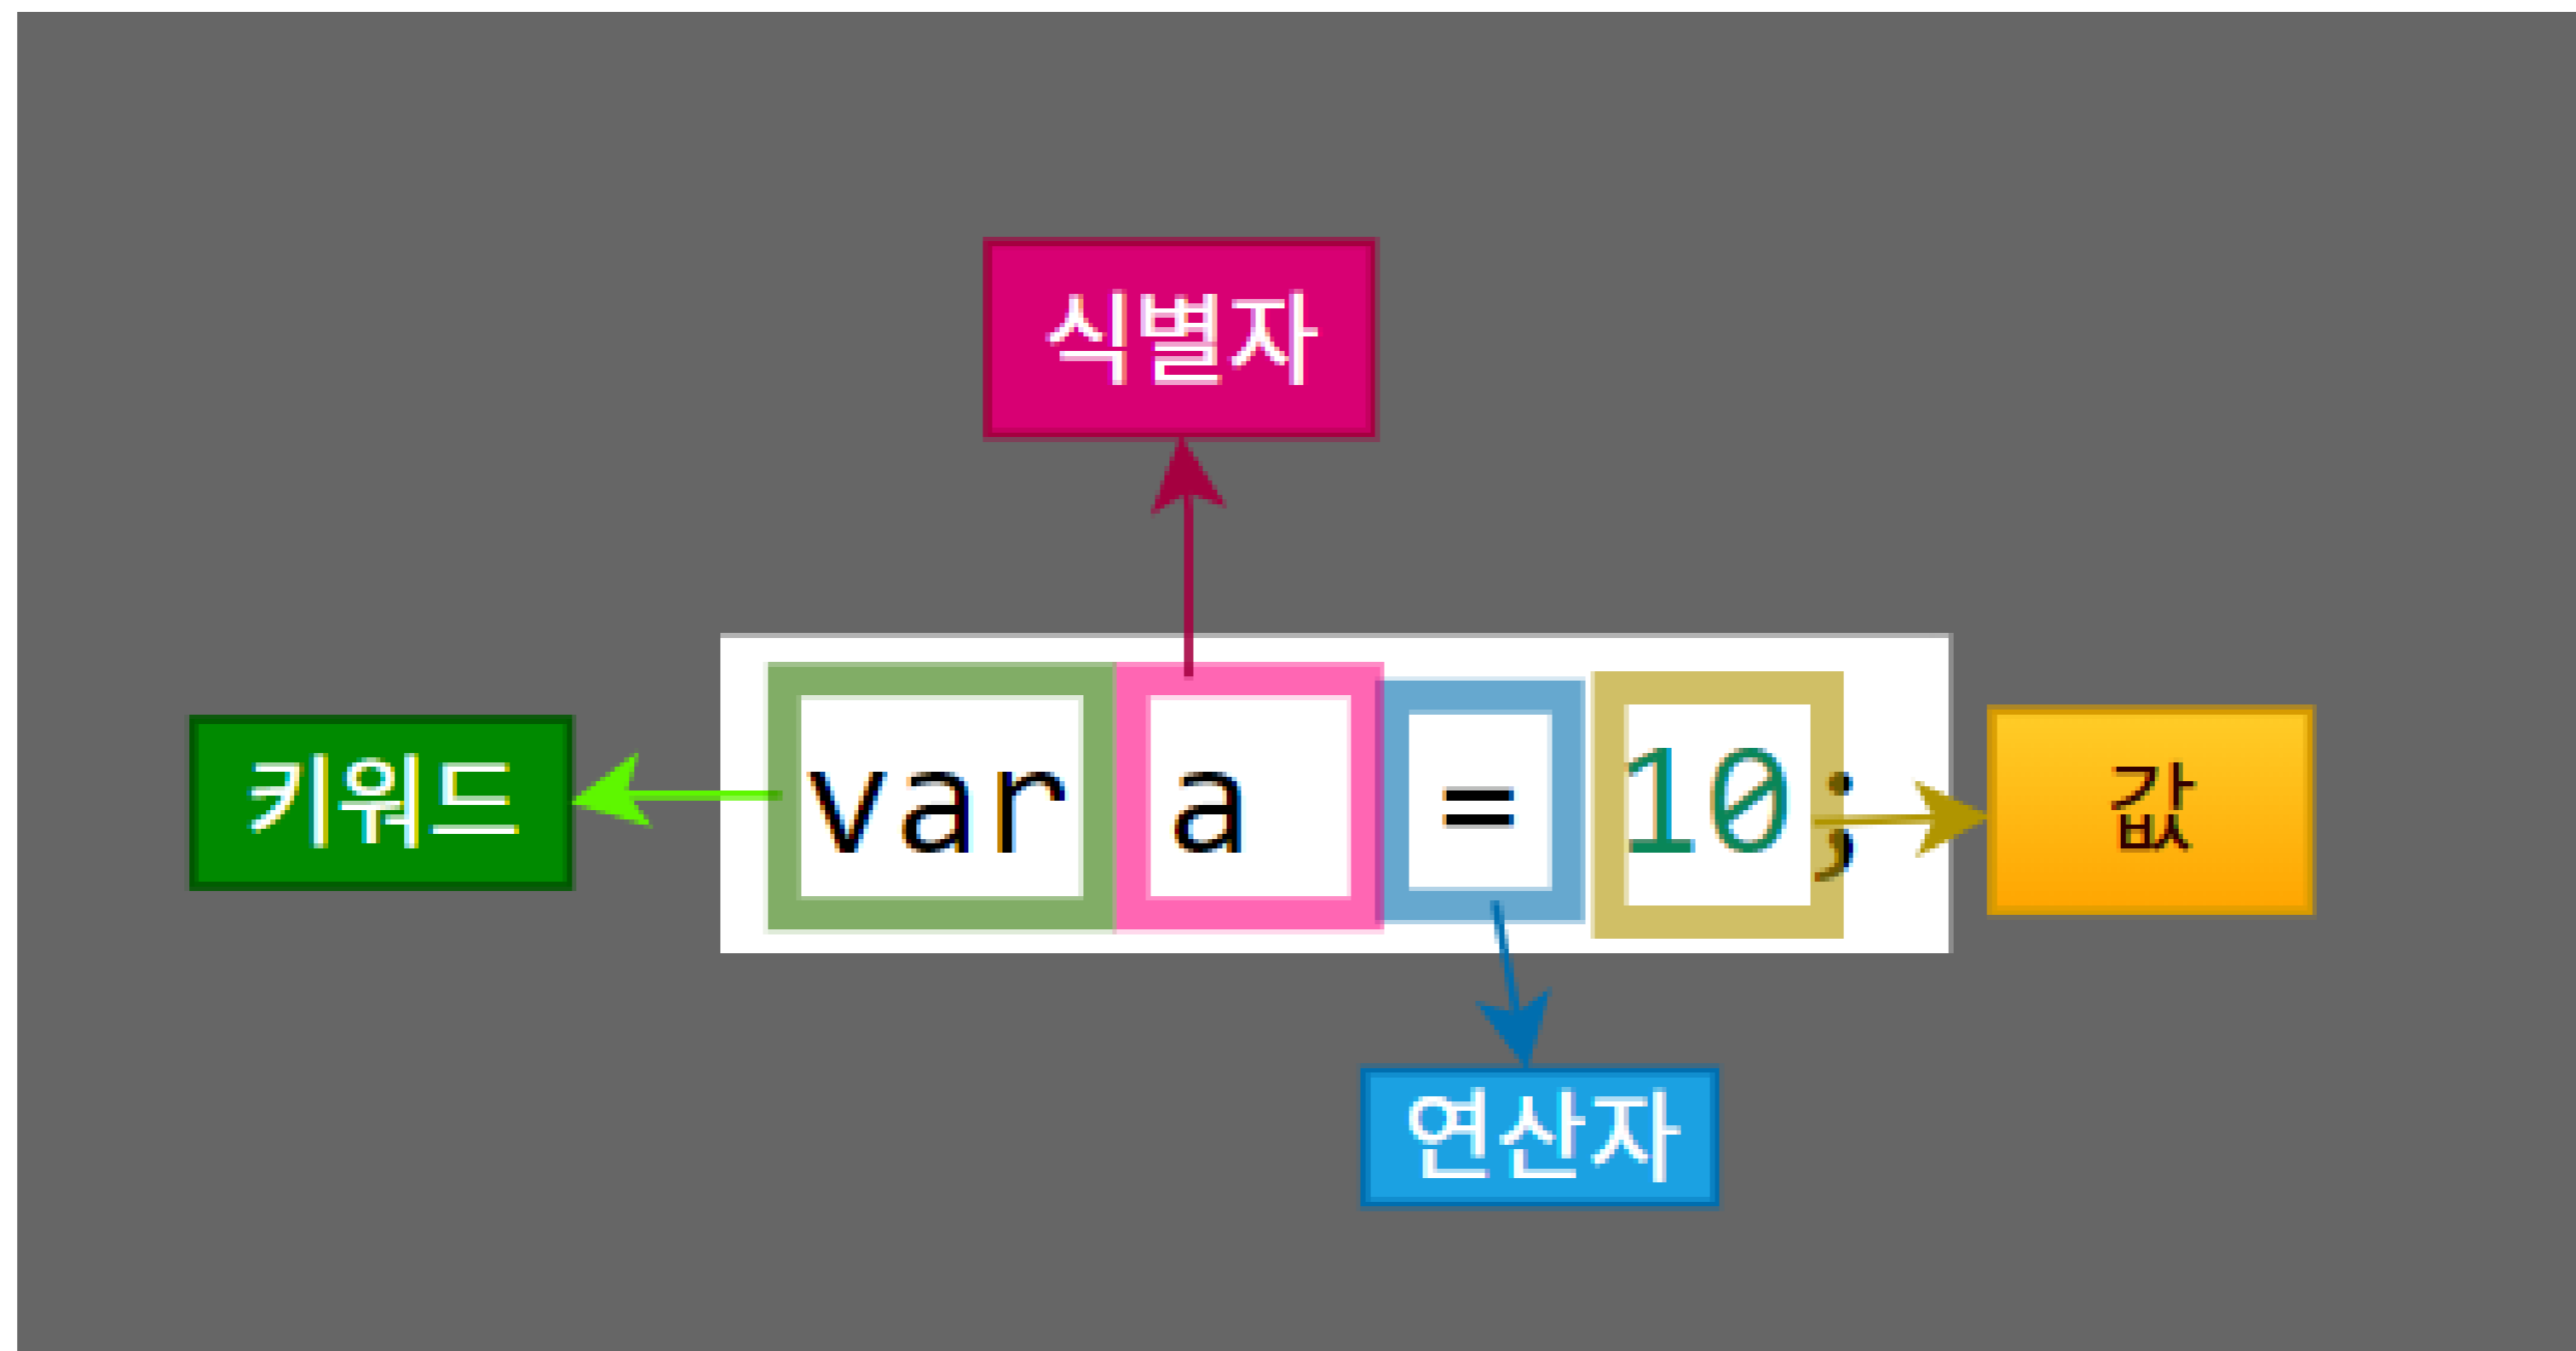 식별자
키워드
var a = 10;
값
연산자